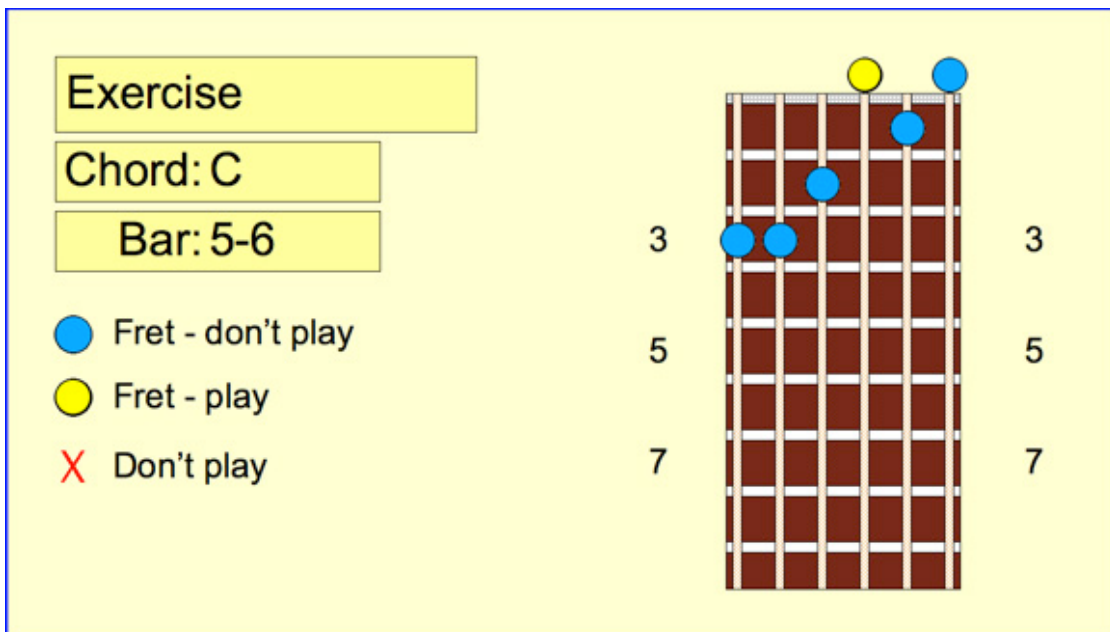 Exercise
Chord: C
Bar: 5-6
Fret - don’t play
Fret - play
X Don’t play
3 3
5 5
7 7